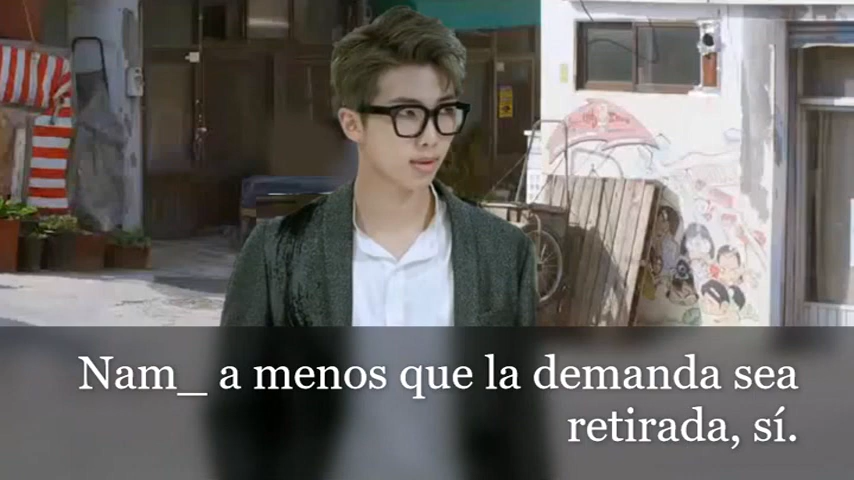 Nam_ a menos que la demanda sea
retirada, sí.